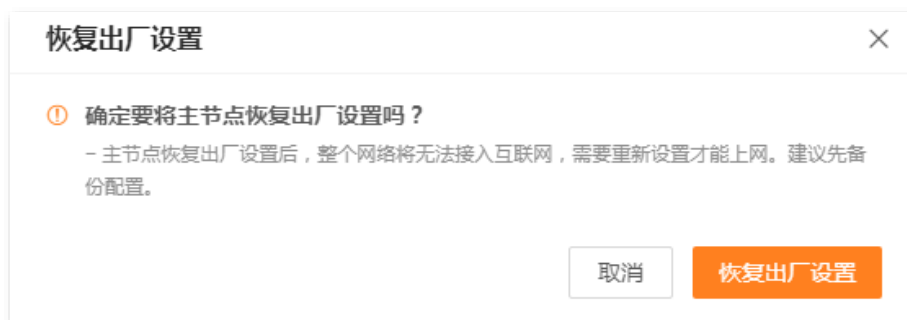 恢复出厂设置
确定要将主节点恢复出厂设置吗？
- 主节点恢复出厂设置后，整个网络将无法接入互联网，需要重新设置才能上网。建议先备
份配置。
取消 恢复出厂设置